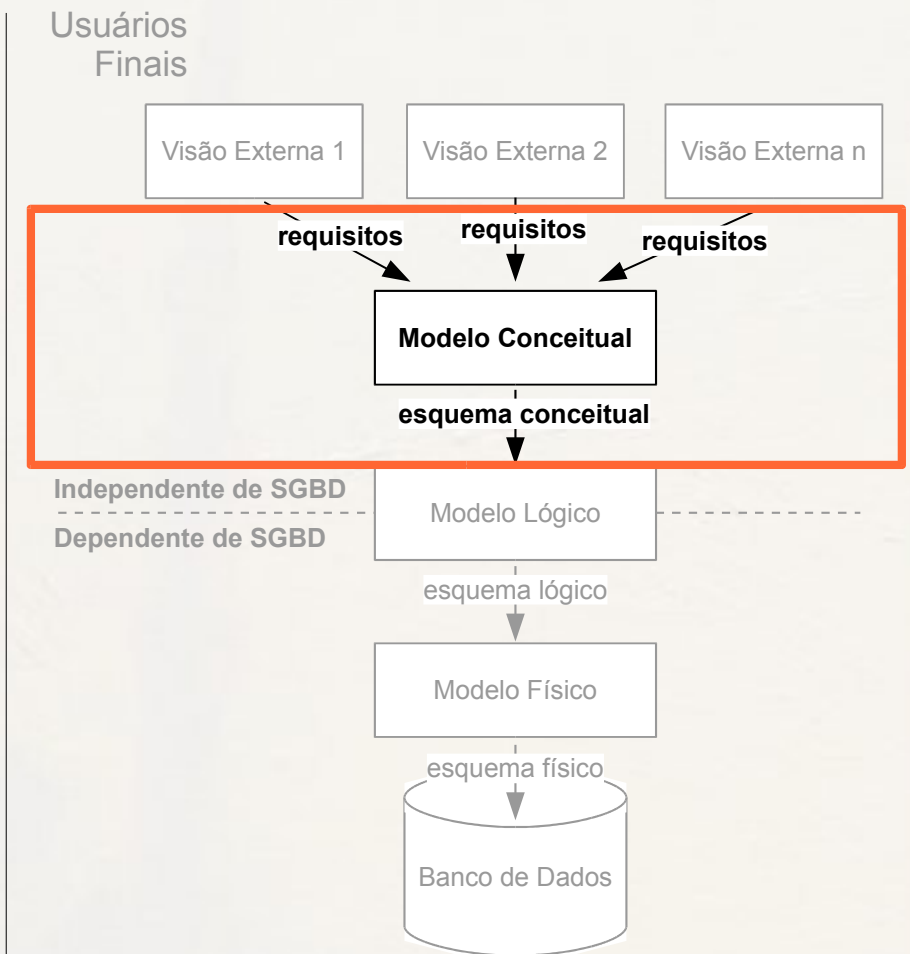 Usuários
Finais
Visão Externa 1
Visão Externa 2
Visão Externa n
requisitos
requisitos
requisitos
Modelo Conceitual
esquema conceitual
Independente de SGBD
Modelo Lógico
Dependente de SGBD
esquema lógico
Modelo Físico
esquema físico
Banco de Dados